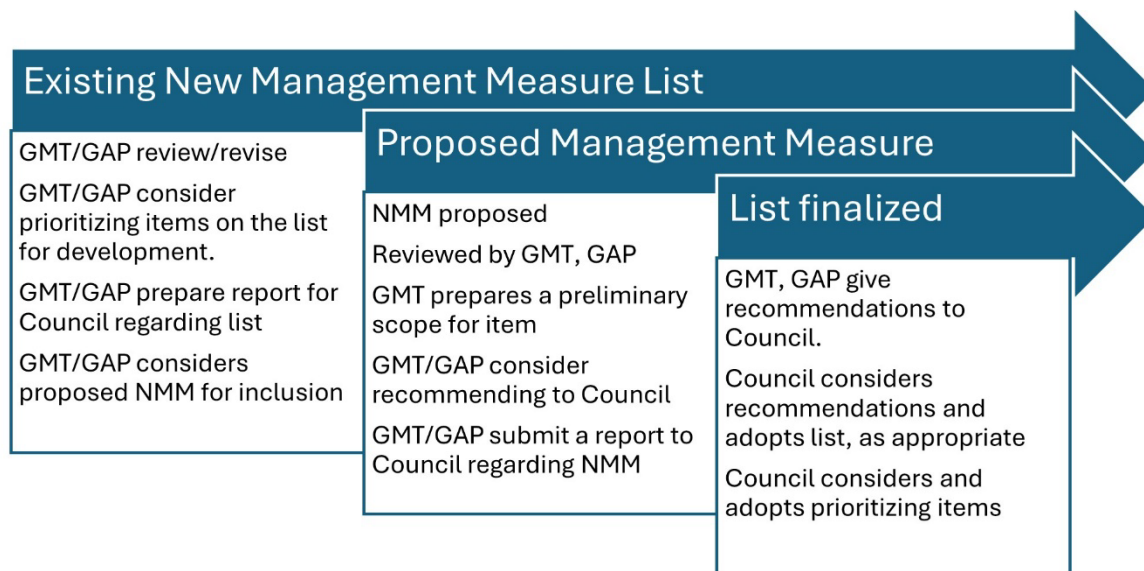 Existing New Management Measure List
GMT/GAP review/revise
GMT/GAP consider
prioritizing items on the list
for development.
GMT/GAP prepare report for
Council regarding list
GMT/GAP considers
proposed NMM for inclusion
Proposed Management Measure
NMM proposed
Reviewed by GMT, GAP
GMT prepares a preliminary
scope for item
GMT/GAP consider
recommending to Council
GMT/GAP submit a report to
Council regarding NMM
List finalized
GMT, GAP give
recommendations to
Council.
Council considers
recommendations and
adopts list, as appropriate
Council considers and
adopts prioritizing items